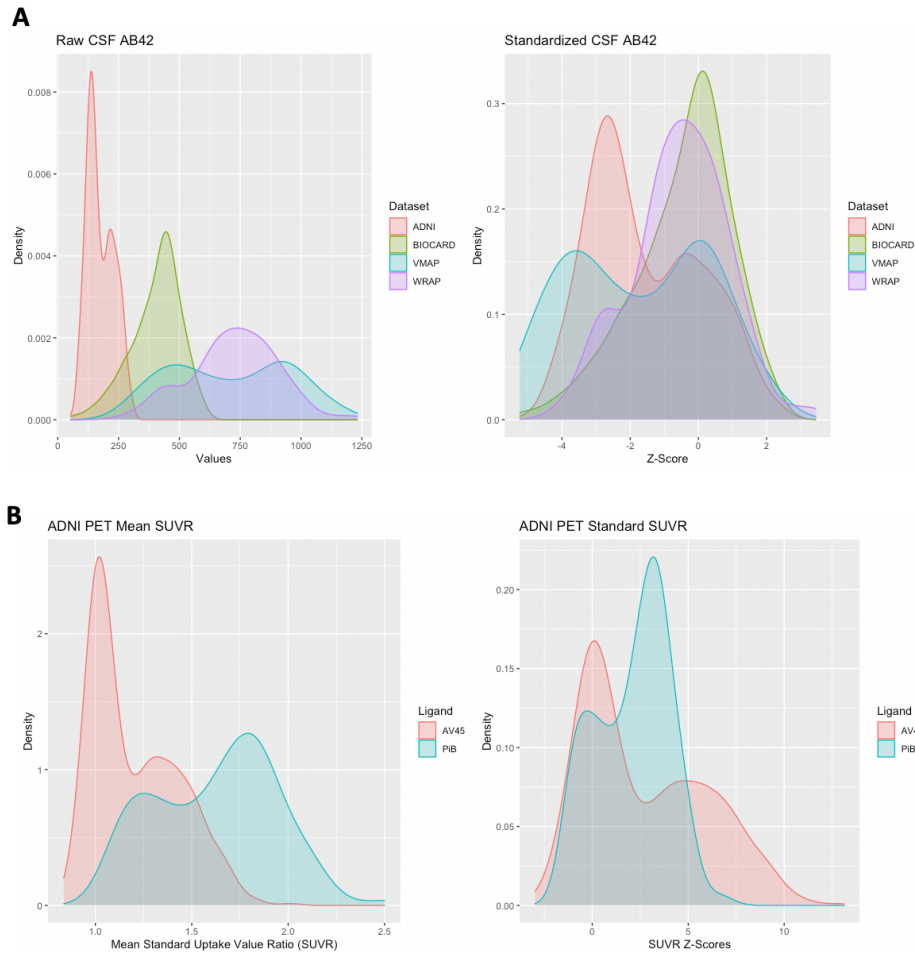 A
Raw CSF AB42
Density
0.008
0.006
0.004
0.002
0.000
0
250
500
750
1000
1250
Values
Dataset
ADNI
BIOCARD
VMAP
WRAP
Standardized CSF AB42
Density
0.3
0.2
0.1
0.0
-4
-2
0
2
Z-Score
Dataset
ADNI
BIOCARD
VMAP
WRAP
B
ADNI PET Mean SUVR
Density
2
1
0
1.0
1.5
2.0
2.5
Mean Standard Uptake Value Ratio (SUVR)
Ligand
AV45
PiB
ADNI PET Standard SUVR
Density
0.20
0.15
0.10
0.05
0.00
0
5
10
SUVR Z-Scores
Ligand
PiB